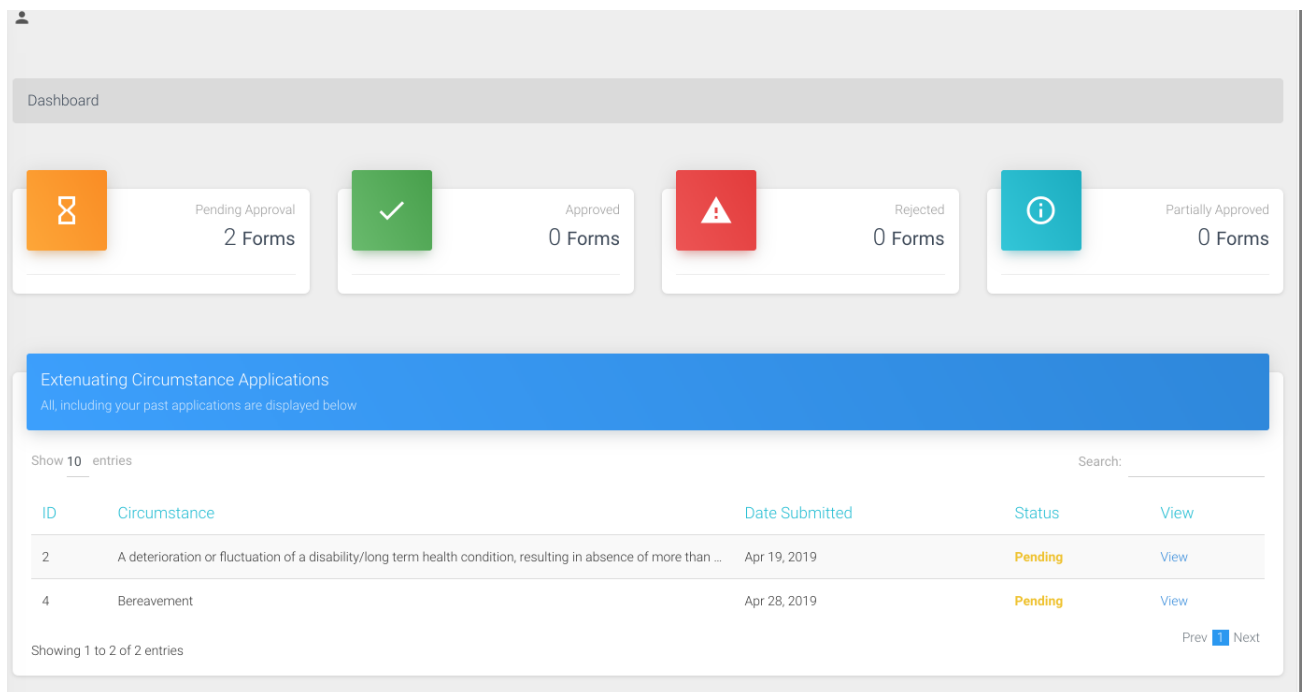 Dashboard
Pending Approval
2 Forms
Approved
0 Forms
Rejected
0 Forms
Partially Approved
0 Forms
Extenuating Circumstance Applications
All, including your past applications are displayed below
Show 10 entries
Search:
ID Circumstance Date Submitted Status View
2 A deterioration or fluctuation of a disability/long term health condition, resulting in absence of more than ... Apr 19, 2019 Pending View
4 Bereavement Apr 28, 2019 Pending View
Prev 1 Next
Showing 1 to 2 of 2 entries